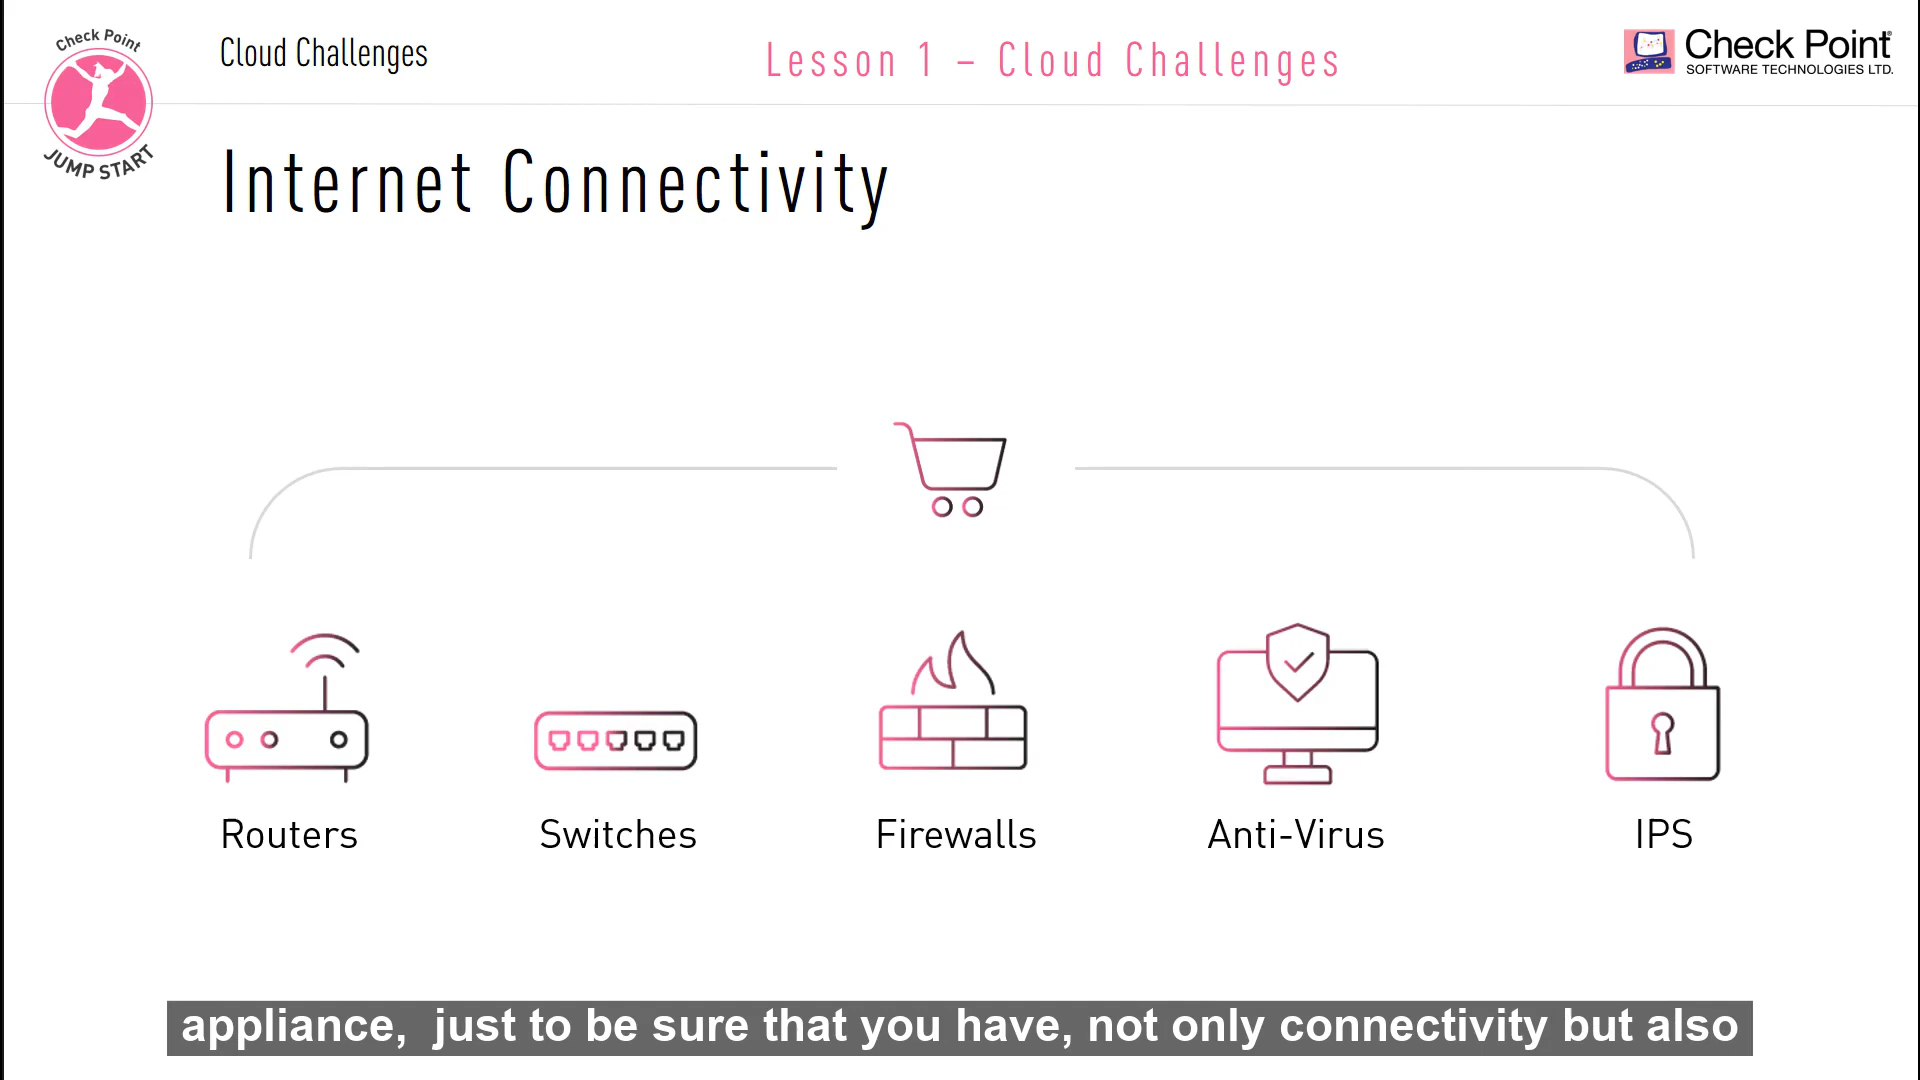 Check Point
JUMP START
Cloud Challenges
Lesson 1 – Cloud Challenges
Check Point®
SOFTWARE TECHNOLOGIES LTD.
Internet Connectivity
Routers
Switches
Firewalls
Anti-Virus
IPS
appliance, just to be sure that you have, not only connectivity but also